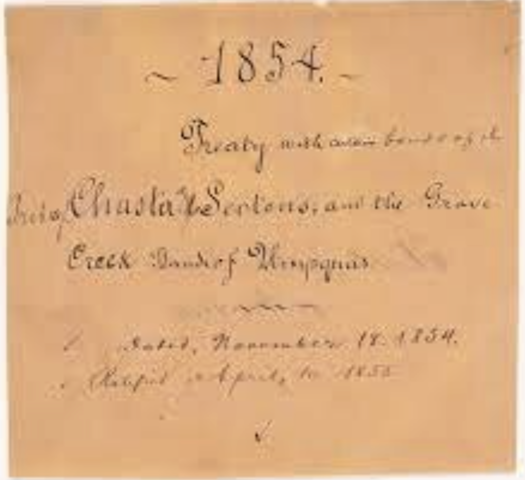 ~ 1854. ~
Treaty with certain bands of the
Chasta & Scotons, and the Grave
Creek Band of Umpquas
Dated, November 18. 1854.
Ratified April, 10 1855